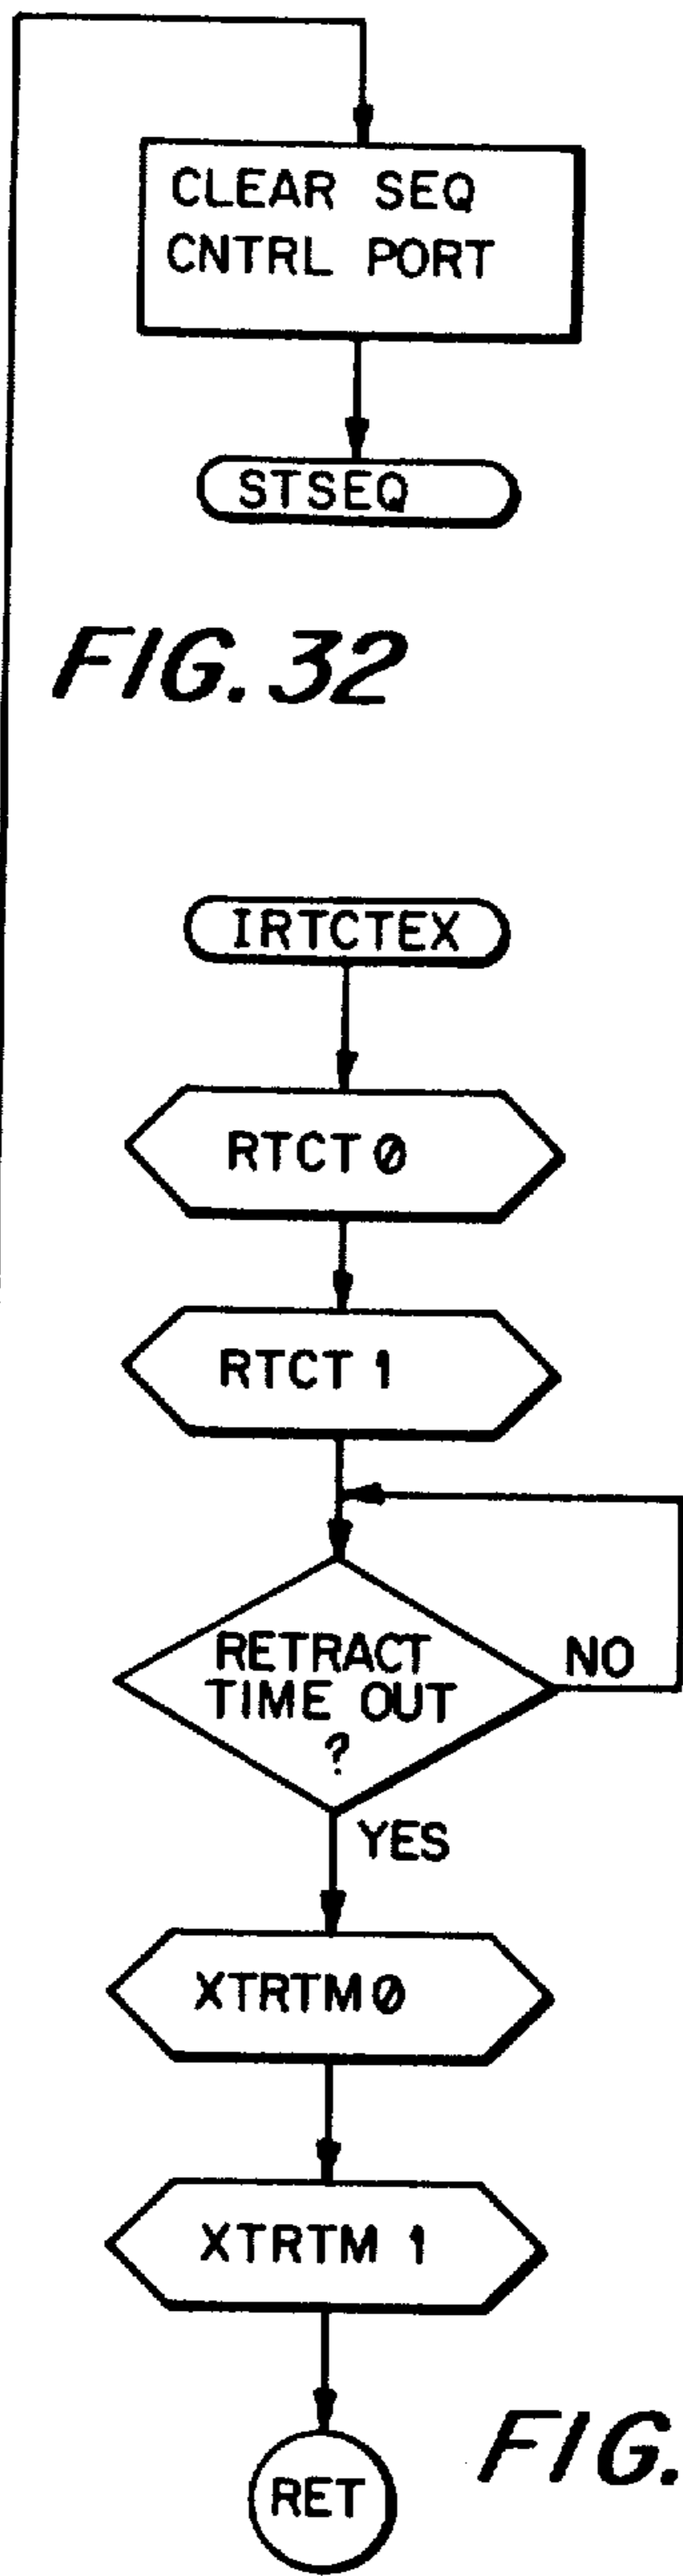 CLEAR SEQ
CNTRL PORT
STSEQ
FIG. 32
IRTCTEX
RTCT 0
RTCT 1
RETRACT
TIME OUT
?
NO
YES
XTRTM 0
XTRTM 1
RET
FIG.